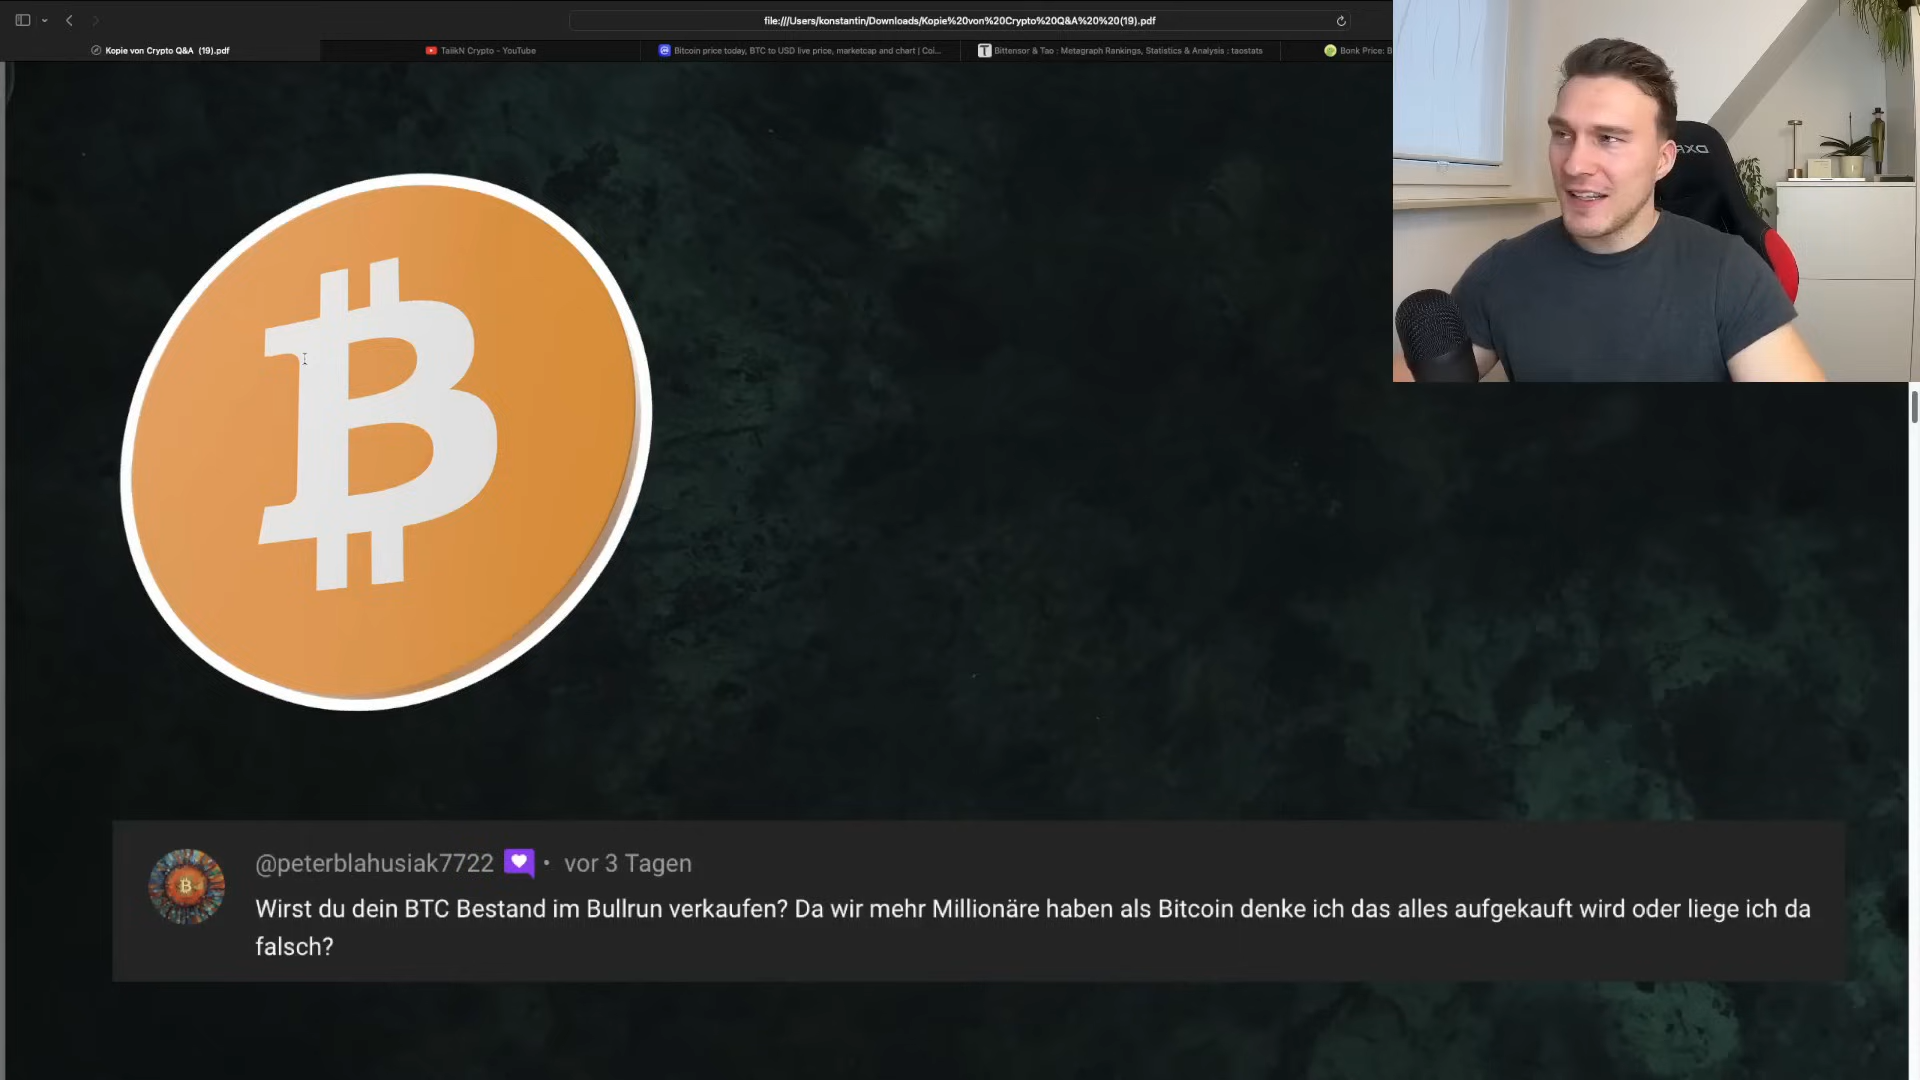 file:///Users/konstantin/Downloads/Kopie%20von%20Crypto%20Q&A%20%20(19).pdf
Kopie von Crypto Q&A (19).pdf
TaiikN Crypto - YouTube
Bitcoin price today, BTC to USD live price, marketcap and chart | Coi...
Bittensor & Tao : Metagraph Rankings, Statistics & Analysis : taostats
Bonk Price: B
@peterblahusiak7722 • vor 3 Tagen
Wirst du dein BTC Bestand im Bullrun verkaufen? Da wir mehr Millionäre haben als Bitcoin denke ich das alles aufgekauft wird oder liege ich da
falsch?